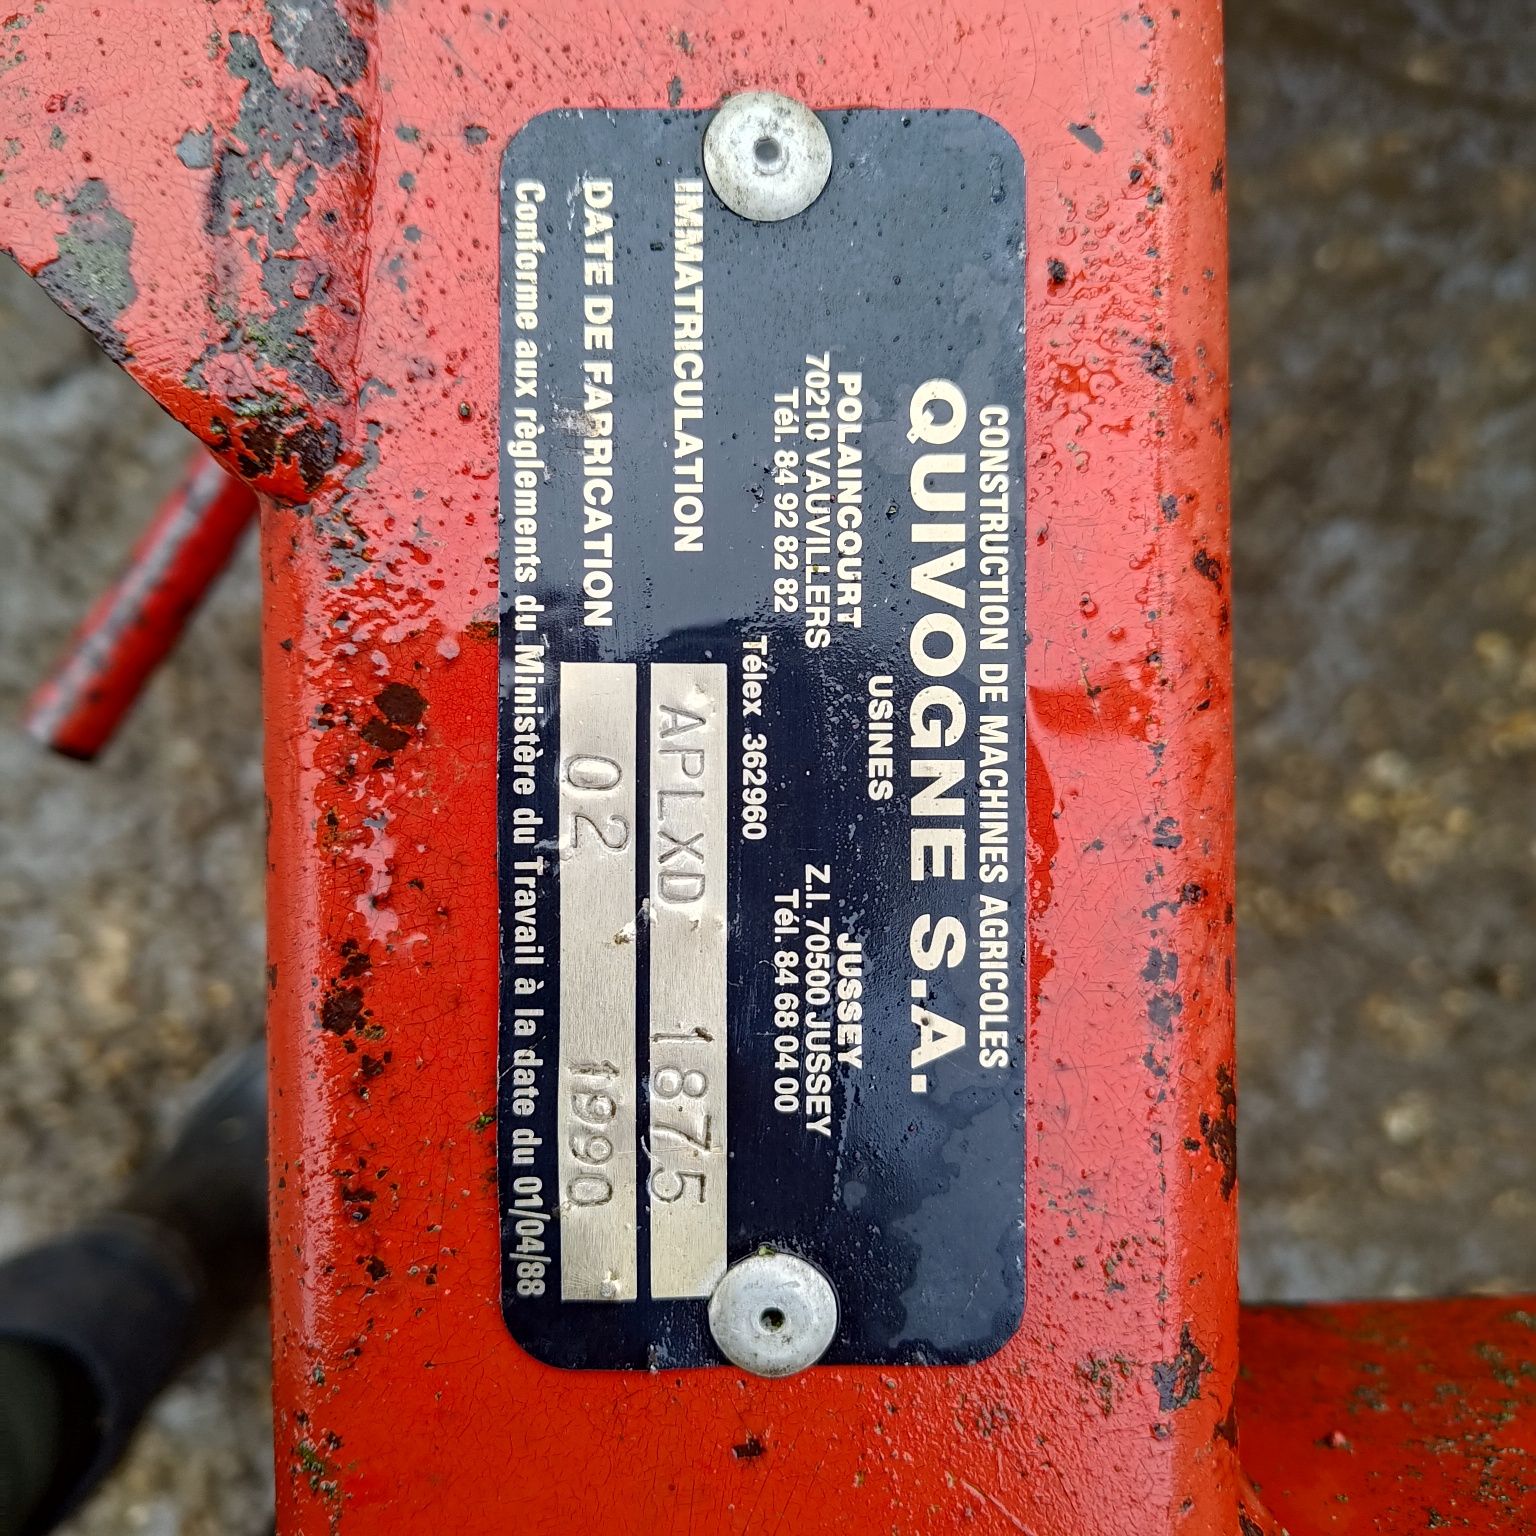 CONSTRUCTION DE MACHINES AGRICOLES
QUIVOGNE S.A.
USINES
POLAINCOURT
70210 VAUVILLERS
Tél. 84 92 82 82
JUSSEY
Z.I. 70500 JUSSEY
Tél. 84 68 04 00
Télex 362960
IMMATRICULATION APLXD 1875
DATE DE FABRICATION 02 1990
Conforme aux règlements du Ministère du Travail à la date du 01/04/88